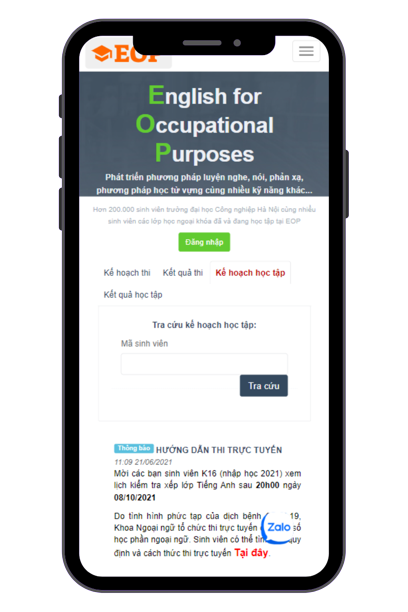 EOP
English for
Occupational
Purposes
Phát triển phương pháp luyện nghe, nói, phản xạ,
phương pháp học từ vựng cùng nhiều kỹ năng khác...
Hơn 200.000 sinh viên trường đại học Công nghiệp Hà Nội cùng nhiều
sinh viên các lớp học ngoại khóa đã và đang học tập tại EOP
Đăng nhập
Kế hoạch thi Kết quả thi Kế hoạch học tập
Kết quả học tập
Tra cứu kế hoạch học tập:
Mã sinh viên
Tra cứu
Thông báo HƯỚNG DẪN THI TRỰC TUYẾN
11:09 21/06/2021
Mời các bạn sinh viên K16 (nhập học 2021) xem
lịch kiểm tra xếp lớp Tiếng Anh sau 20h00 ngày
08/10/2021
Do tình hình phức tạp của dịch bệnh 19,
Khoa Ngoại ngữ tổ chức thi trực tuyến số
học phần ngoại ngữ. Sinh viên có thể quy
định và cách thức thi trực tuyến Tại đây.
Zalo